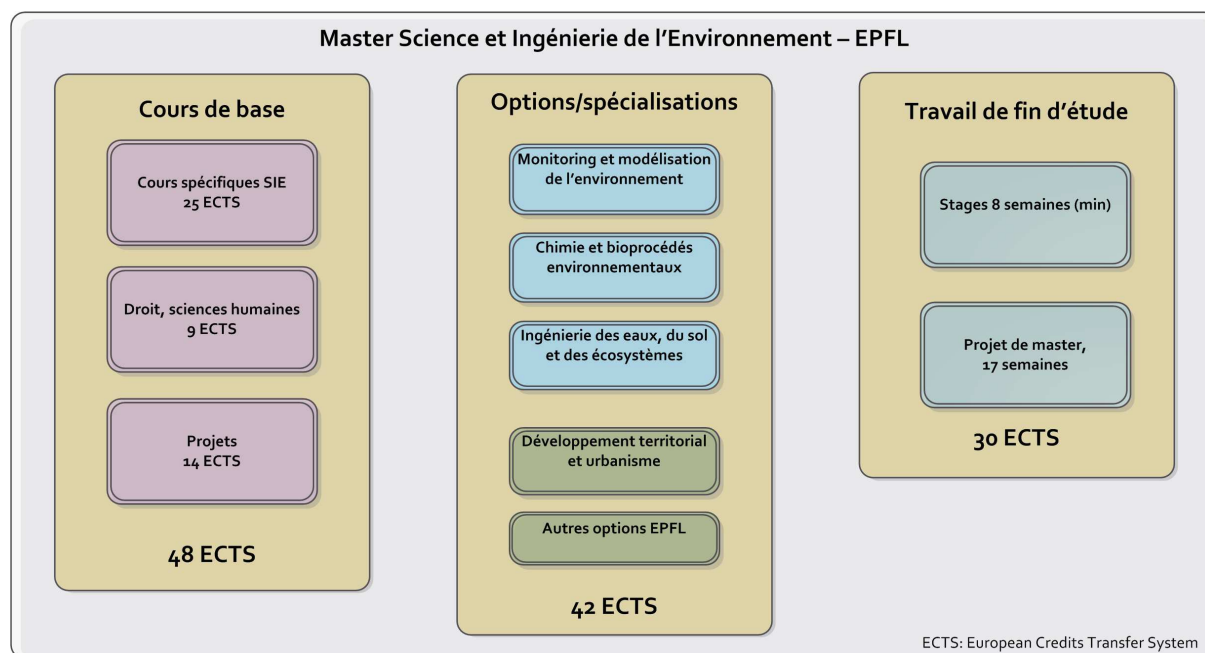 Master Science et Ingénierie de l’Environnement – EPFL
Cours de base
Cours spécifiques SIE
25 ECTS
Droit, sciences humaines
9 ECTS
Projets
14 ECTS
48 ECTS
Options/spécialisations
Monitoring et modélisation
de l’environnement
Chimie et bioprocédés
environnementaux
Ingénierie des eaux, du sol
et des écosystèmes
Développement territorial
et urbanisme
Autres options EPFL
42 ECTS
Travail de fin d’étude
Stages 8 semaines (min)
Projet de master,
17 semaines
30 ECTS
ECTS: European Credits Transfer System